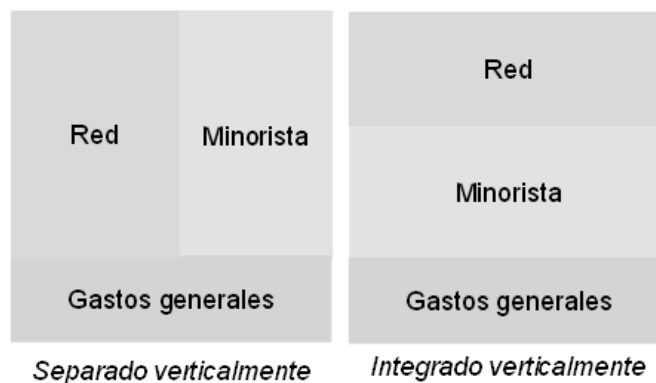 Red
Minorista
Gastos generales
Separado verticalmente
Red
Minorista
Gastos generales
Integrado verticalmente